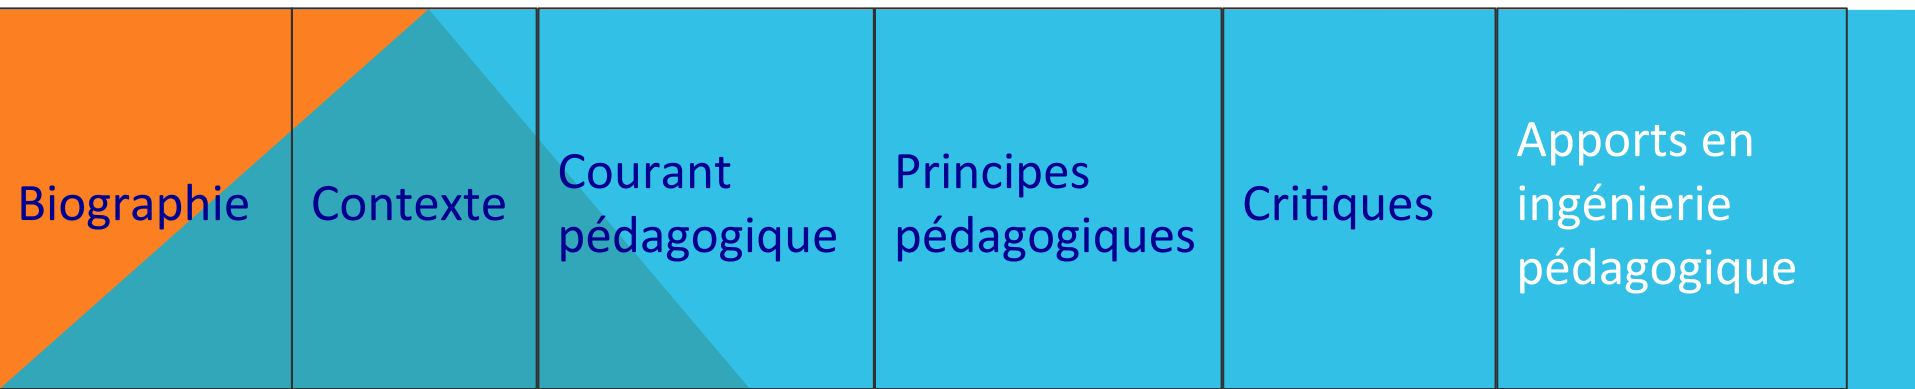 Biographie
Contexte
Courant
pédagogique
Principes
pédagogiques
Critiques
Apports en
ingénierie
pédagogique